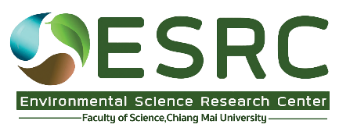 ESRC
Environmental Science Research Center
Faculty of Science,Chiang Mai University